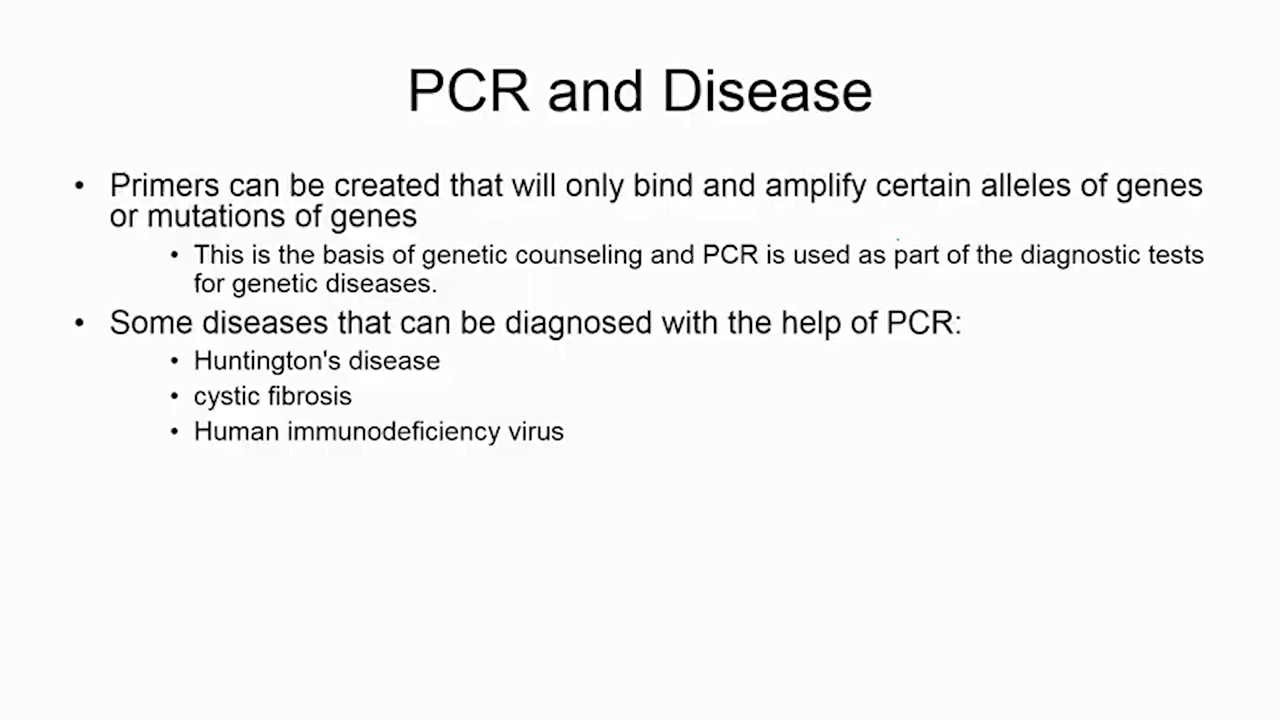 PCR and Disease
• Primers can be created that will only bind and amplify certain alleles of genes
or mutations of genes
• This is the basis of genetic counseling and PCR is used as part of the diagnostic tests
for genetic diseases.
• Some diseases that can be diagnosed with the help of PCR:
• Huntington's disease
• cystic fibrosis
• Human immunodeficiency virus